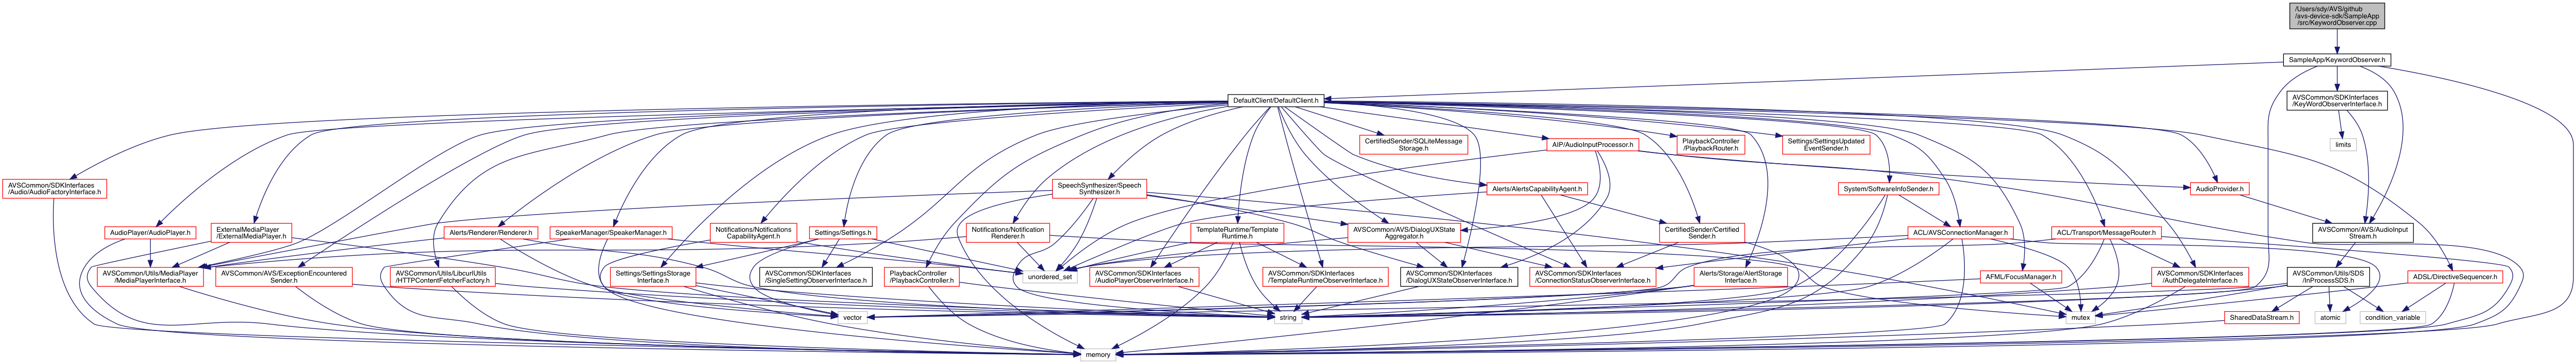 /Users/sdy/AVS/github
/avs-device-sdk/SampleApp
/src/KeywordObserver.cpp
SampleApp/KeywordObserver.h
DefaultClient/DefaultClient.h
AVSCommon/SDKInterfaces
/KeyWordObserverInterface.h
CertifiedSender/SQLiteMessage
Storage.h
AIP/AudioInputProcessor.h
PlaybackController
/PlaybackRouter.h
Settings/SettingsUpdated
EventSender.h
limits
AVSCommon/SDKInterfaces
/Audio/AudioFactoryInterface.h
SpeechSynthesizer/Speech
Synthesizer.h
Alerts/AlertsCapabilityAgent.h
System/SoftwareInfoSender.h
AudioProvider.h
AudioPlayer/AudioPlayer.h
ExternalMediaPlayer
/ExternalMediaPlayer.h
Alerts/Renderer/Renderer.h
SpeakerManager/SpeakerManager.h
Notifications/Notifications
CapabilityAgent.h
Settings/Settings.h
Notifications/Notification
Renderer.h
TemplateRuntime/Template
Runtime.h
AVSCommon/AVS/DialogUXState
Aggregator.h
CertifiedSender/Certified
Sender.h
ACL/AVSConnectionManager.h
ACL/Transport/MessageRouter.h
AVSCommon/AVS/AudioInput
Stream.h
AVSCommon/Utils/MediaPlayer
/MediaPlayerInterface.h
AVSCommon/AVS/ExceptionEncountered
Sender.h
AVSCommon/Utils/LibcurlUtils
/HTTPContentFetcherFactory.h
Settings/SettingsStorage
Interface.h
AVSCommon/SDKInterfaces
/SingleSettingObserverInterface.h
PlaybackController
/PlaybackController.h
unordered_set
AVSCommon/SDKInterfaces
/AudioPlayerObserverInterface.h
AVSCommon/SDKInterfaces
/TemplateRuntimeObserverInterface.h
AVSCommon/SDKInterfaces
/DialogUXStateObserverInterface.h
AVSCommon/SDKInterfaces
/ConnectionStatusObserverInterface.h
Alerts/Storage/AlertStorage
Interface.h
AFML/FocusManager.h
AVSCommon/SDKInterfaces
/AuthDelegateInterface.h
AVSCommon/Utils/SDS
/InProcessSDS.h
ADSL/DirectiveSequencer.h
vector
string
mutex
SharedDataStream.h
atomic
condition_variable
memory